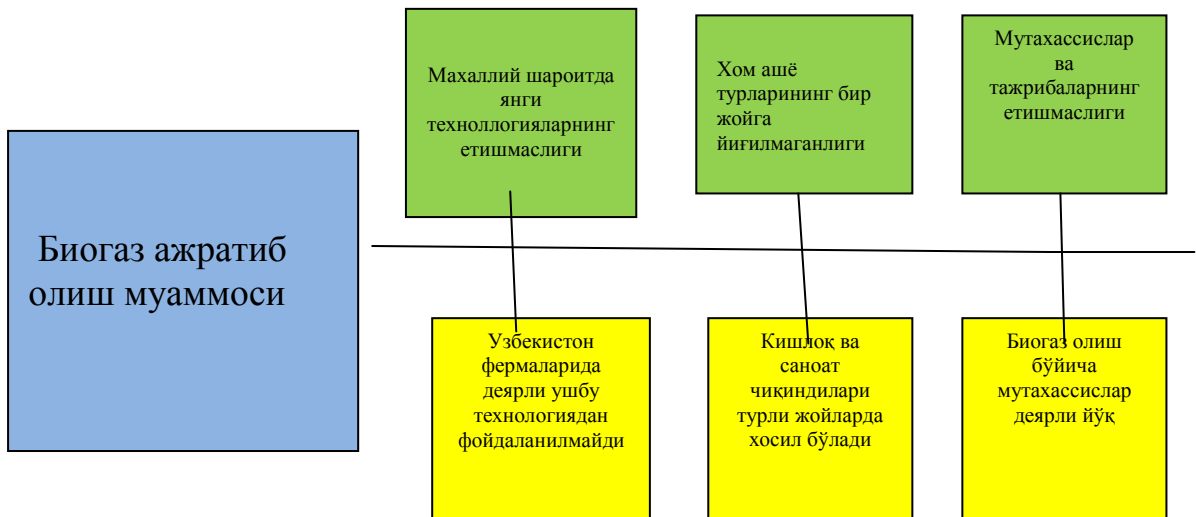 Биогаз ажратиб
олиш муаммоси
Махаллий шароитда
янги
техноллогияларнинг
етишмаслиги
Хом ашё
турларининг бир
жойга
йиғилмаганлиги
Мутахассислар
ва
тажрибаларнинг
етишмаслиги
Узбекистон
фермаларида
деярли ушбу
технологиядан
фойдаланилмайди
Кишлоқ ва
саноат
чиқиндилари
турли жойларда
хосил бўлади
Биогаз олиш
бўйича
мутахассислар
деярли йўқ